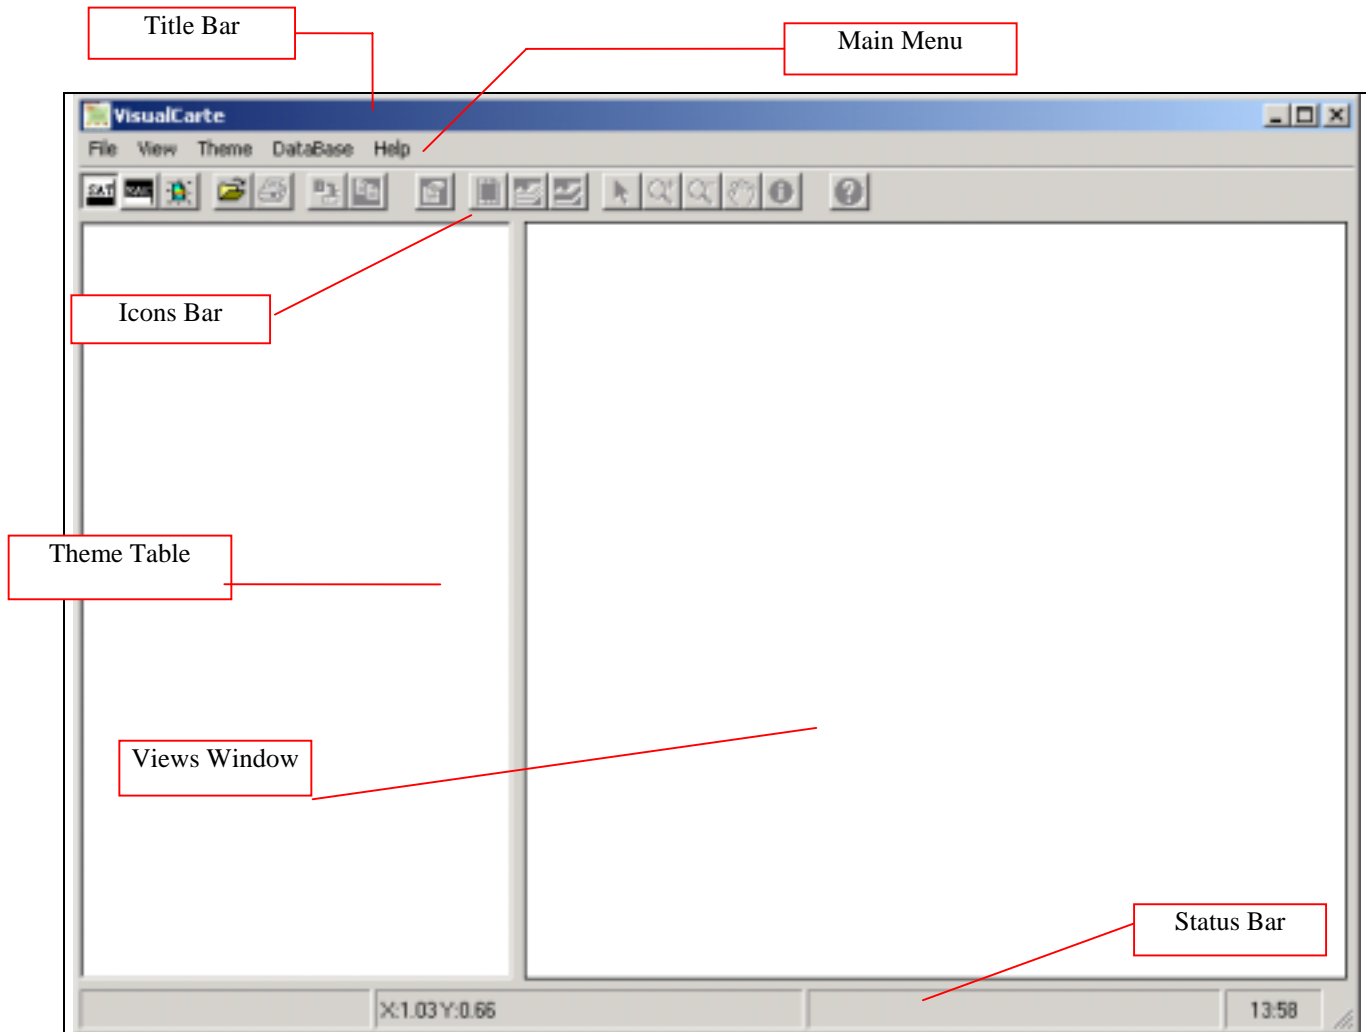 Title Bar
Main Menu
VisualCarte
File View Theme DataBase Help
SAT
Icons Bar
Theme Table
Views Window
Status Bar
X:1.03 Y:0.66
13:58